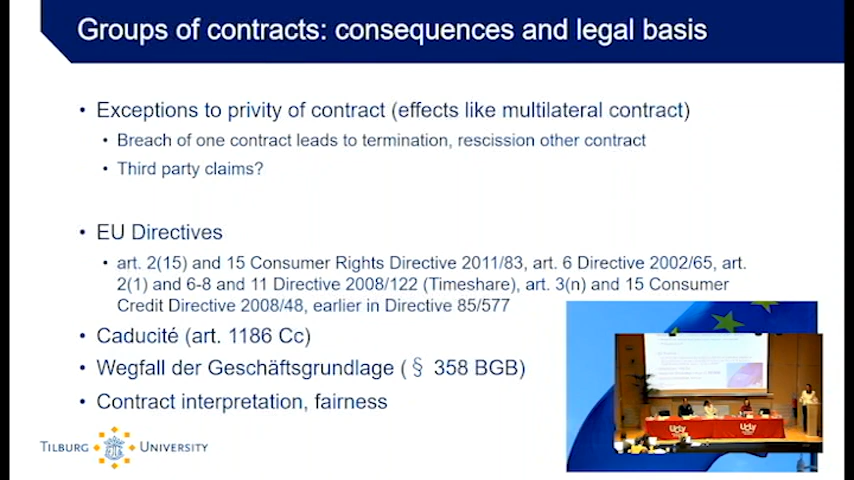 Groups of contracts: consequences and legal basis
• Exceptions to privity of contract (effects like multilateral contract)
• Breach of one contract leads to termination, rescission other contract
• Third party claims?
• EU Directives
• art. 2(15) and 15 Consumer Rights Directive 2011/83, art. 6 Directive 2002/65, art.
2(1) and 6-8 and 11 Directive 2008/122 (Timeshare), art. 3(n) and 15 Consumer
Credit Directive 2008/48, earlier in Directive 85/577
• Caducité (art. 1186 Cc)
• Wegfall der Geschäftsgrundlage (§ 358 BGB)
• Contract interpretation, fairness
TILBURG UNIVERSITY